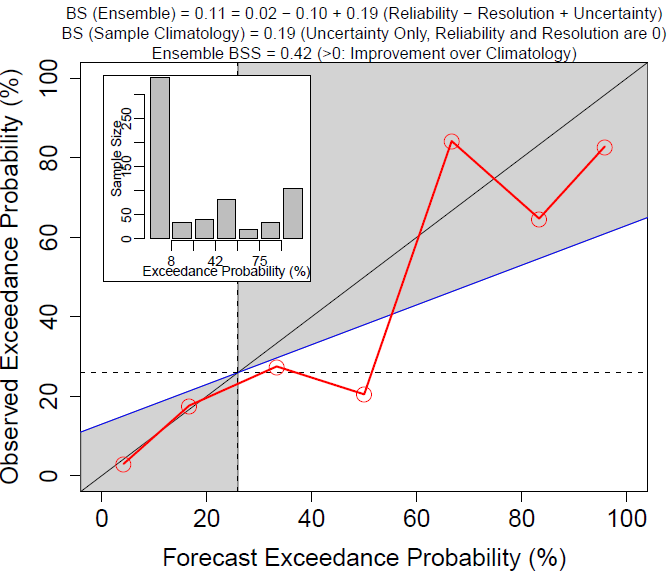 BS (Ensemble) = 0.11 = 0.02 − 0.10 + 0.19 (Reliability − Resolution + Uncertainty)
BS (Sample Climatology) = 0.19 (Uncertainty Only, Reliability and Resolution are 0)
Ensemble BSS = 0.42 (>0: Improvement over Climatology)
Observed Exceedance Probability (%)
100
80
60
40
20
0
Sample Size
250
150
50
0
8 42 75
Exceedance Probability (%)
0 20 40 60 80 100
Forecast Exceedance Probability (%)